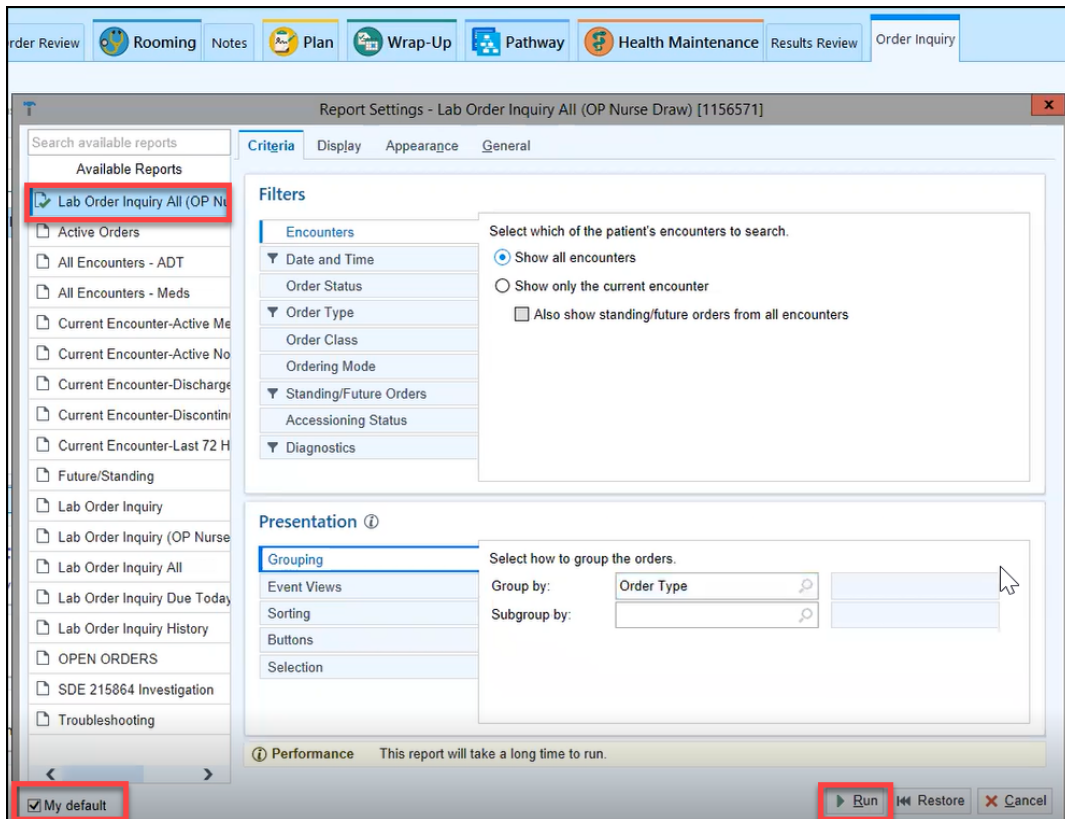 rder Review Rooming Notes Plan Wrap-Up Pathway Health Maintenance Results Review Order Inquiry
Report Settings - Lab Order Inquiry All (OP Nurse Draw) [1156571] x
Search available reports
Available Reports
Lab Order Inquiry All (OP Nu
Active Orders
All Encounters - ADT
All Encounters - Meds
Current Encounter-Active Me
Current Encounter-Active No
Current Encounter-Discharge
Current Encounter-Discontin
Current Encounter-Last 72 H
Future/Standing
Lab Order Inquiry
Lab Order Inquiry (OP Nurse
Lab Order Inquiry All
Lab Order Inquiry Due Today
Lab Order Inquiry History
OPEN ORDERS
SDE 215864 Investigation
Troubleshooting
My default
Criteria Display Appearance General
Filters
Encounters
Date and Time
Order Status
Order Type
Order Class
Ordering Mode
Standing/Future Orders
Accessioning Status
Diagnostics
Select which of the patient's encounters to search.
Show all encounters
Show only the current encounter
Also show standing/future orders from all encounters
Presentation
Grouping
Event Views
Sorting
Buttons
Selection
Select how to group the orders.
Group by: Order Type
Subgroup by:
Performance This report will take a long time to run.
Run Restore Cancel